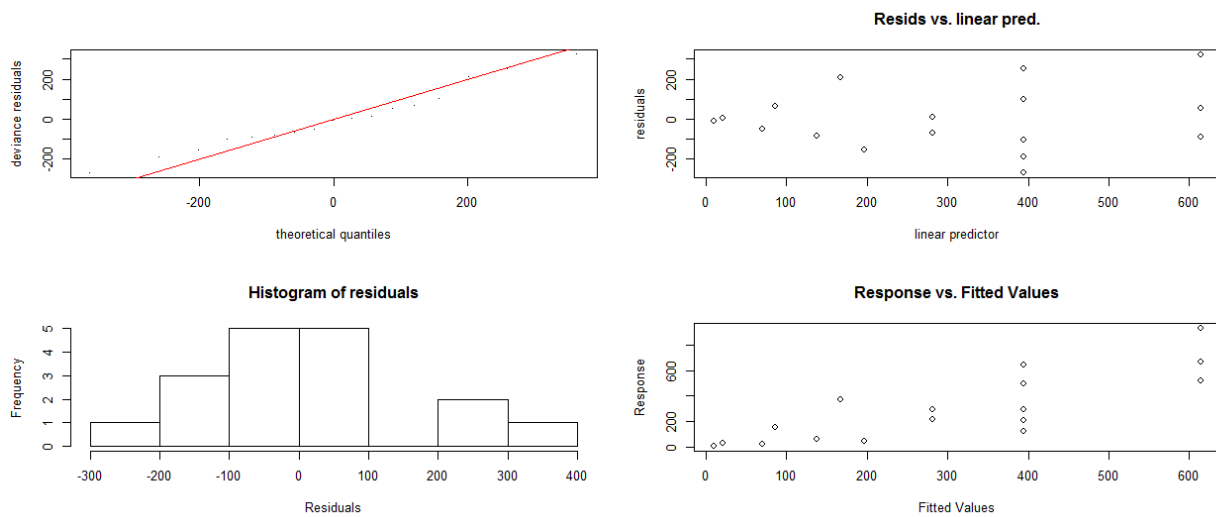 deviance residuals
-200 0 200
-200 0 200
theoretical quantiles
Resids vs. linear pred.
residuals
-200 0 200
0 100 200 300 400 500 600
linear predictor
Histogram of residuals
Frequency
0 1 2 3 4 5
-300 -200 -100 0 100 200 300 400
Residuals
Response vs. Fitted Values
Response
0 200 600
0 100 200 300 400 500 600
Fitted Values